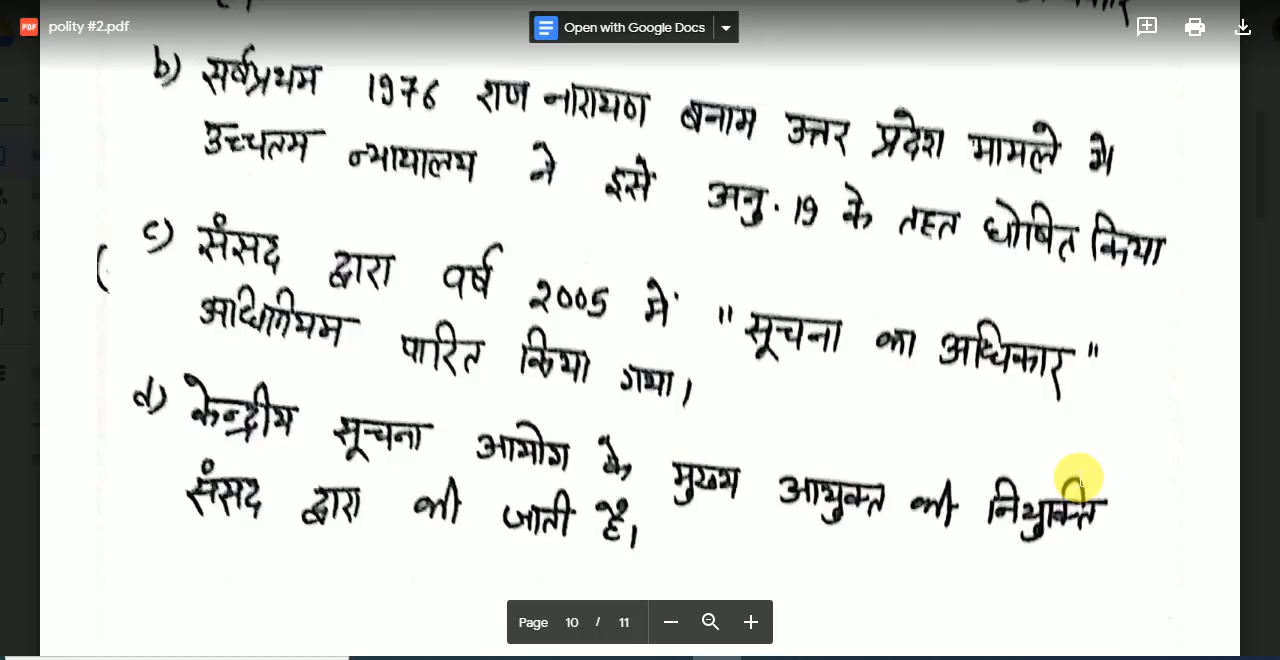 polity #2.pdf
Open with Google Docs
b) सर्वप्रथम 1976 राज नारायण बनाम उत्तर प्रदेश मामले में
उच्चतम न्यायालय ने इसे अनु. 19 के तहत घोषित किया
c) संसद द्वारा वर्ष 2005 में "सूचना का अधिकार"
अधिनियम पारित किया गया।
d) केन्द्रीय सूचना आयोग के मुख्य आयुक्त की नियुक्ति
संसद द्वारा की जाती है।
Page 10 / 11